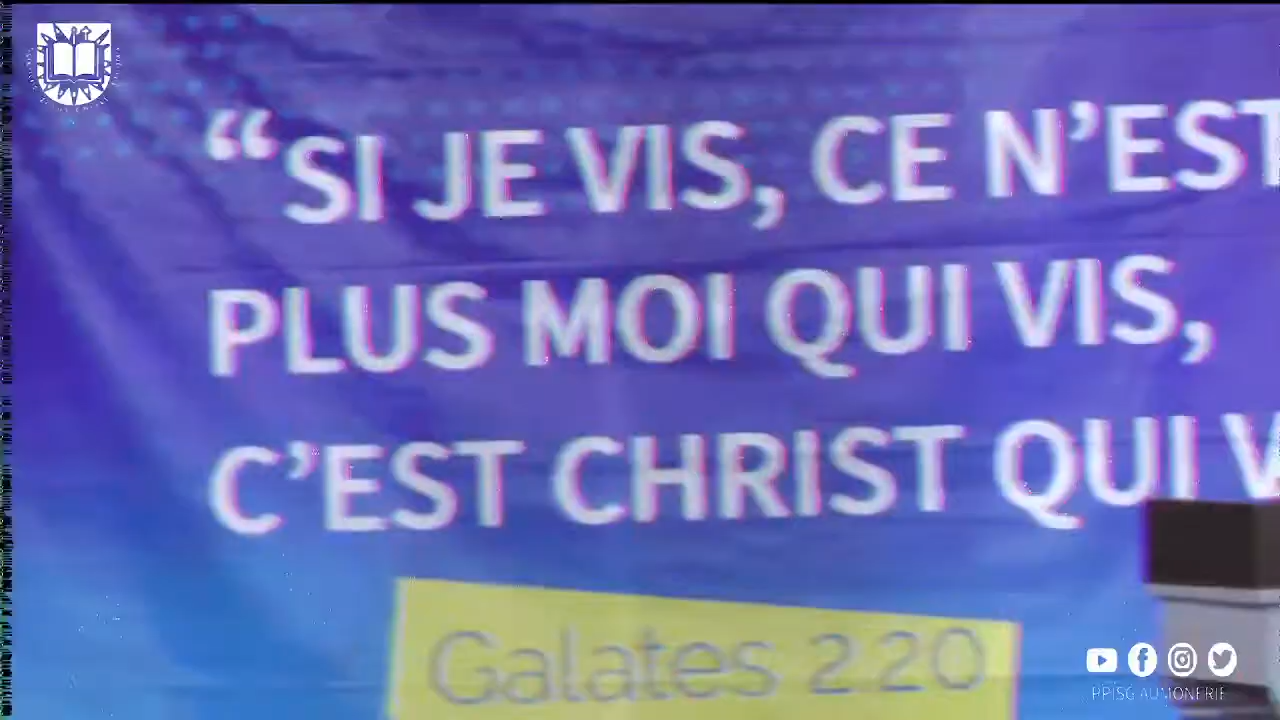 “SI JE VIS, CE N’EST
PLUS MOI QUI VIS,
C’EST CHRIST QUI V
Galates 2.20
PPISG AUMONERIE